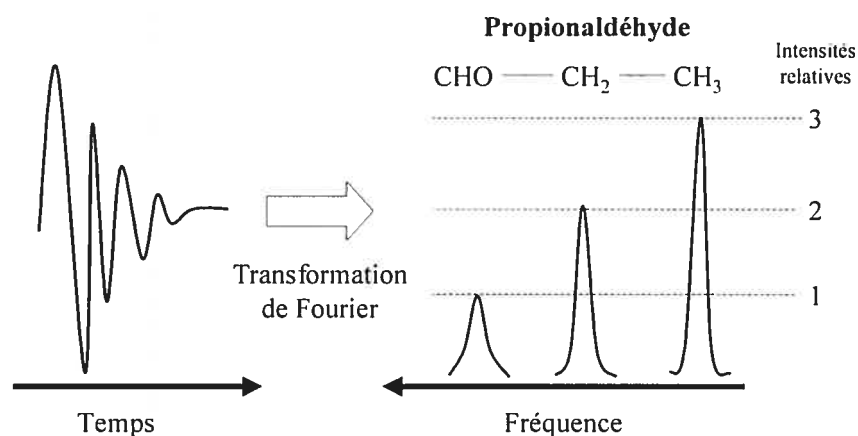 Propionaldéhyde
Intensités
relatives
CHO — CH₂ — CH₃
3
2
1
Transformation
de Fourier
Temps
Fréquence